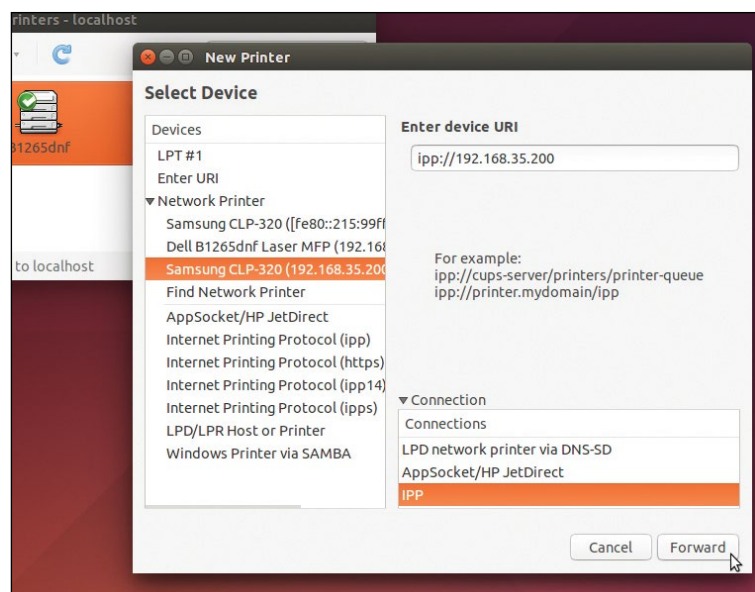 rinters - localhost
B1265dnf
to localhost
New Printer
Select Device
Devices
LPT #1
Enter URI
Network Printer
Samsung CLP-320 ([fe80::215:99ff
Dell B1265dnf Laser MFP (192.168
Samsung CLP-320 (192.168.35.200
Find Network Printer
AppSocket/HP JetDirect
Internet Printing Protocol (ipp)
Internet Printing Protocol (https)
Internet Printing Protocol (ipp14)
Internet Printing Protocol (ipps)
LPD/LPR Host or Printer
Windows Printer via SAMBA
Enter device URI
ipp://192.168.35.200
For example:
ipp://cups-server/printers/printer-queue
ipp://printer.mydomain/ipp
Connection
Connections
LPD network printer via DNS-SD
AppSocket/HP JetDirect
IPP
Cancel
Forward